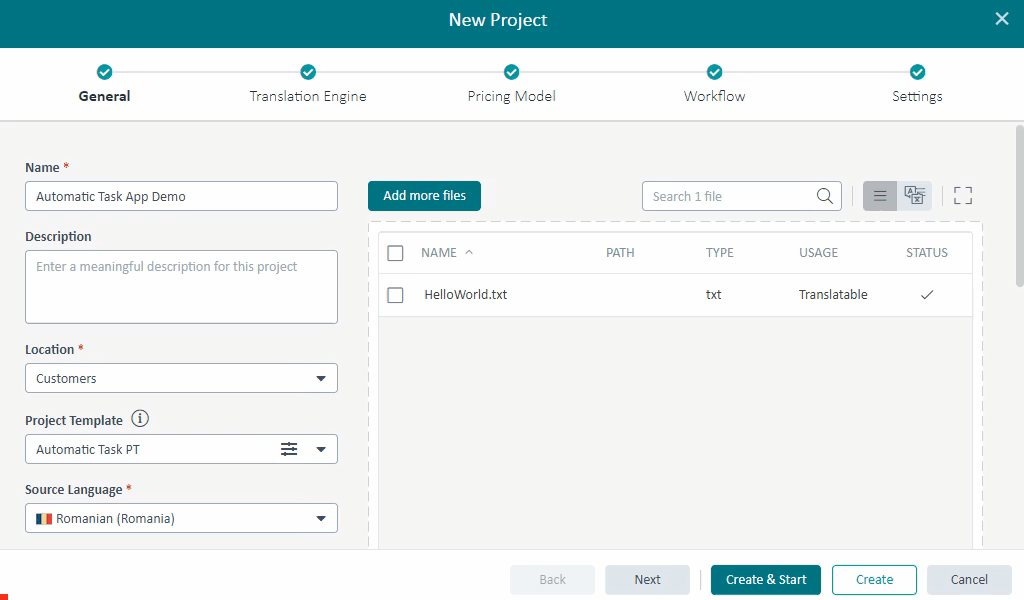 New Project
General
Translation Engine
Pricing Model
Workflow
Settings
Name *
Automatic Task App Demo
Description
Enter a meaningful description for this project
Location *
Customers
Project Template
Automatic Task PT
Source Language *
Romanian (Romania)
Add more files
Search 1 file
NAME PATH TYPE USAGE STATUS
HelloWorld.txt txt Translatable
Back
Next
Create & Start
Create
Cancel